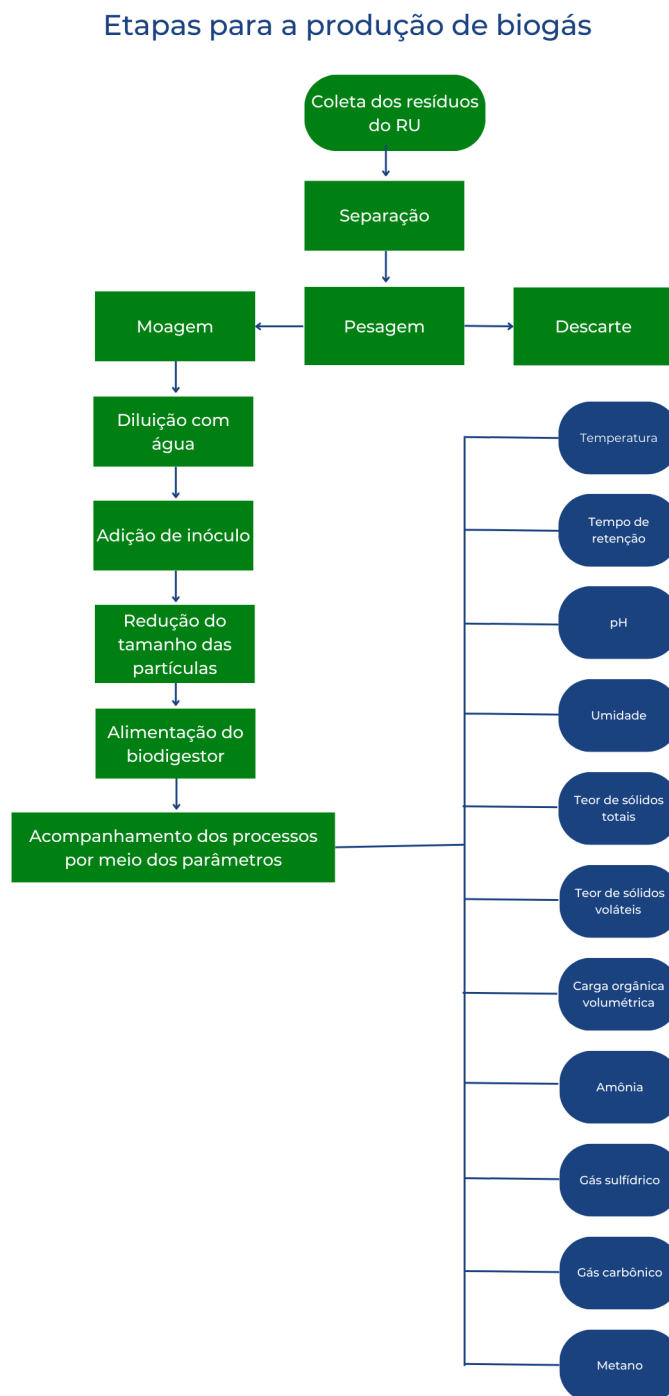 Etapas para a produção de biogás
Coleta dos resíduos
do RU
Separação
Moagem
Pesagem
Descarte
Diluição com
água
Adição de inóculo
Redução do
tamanho das
partículas
Alimentação do
biodigestor
Acompanhamento dos processos
por meio dos parâmetros
Temperatura
Tempo de
retenção
pH
Umidade
Teor de sólidos
totais
Teor de sólidos
voláteis
Carga orgânica
volumétrica
Amônia
Gás sulfídrico
Gás carbônico
Metano